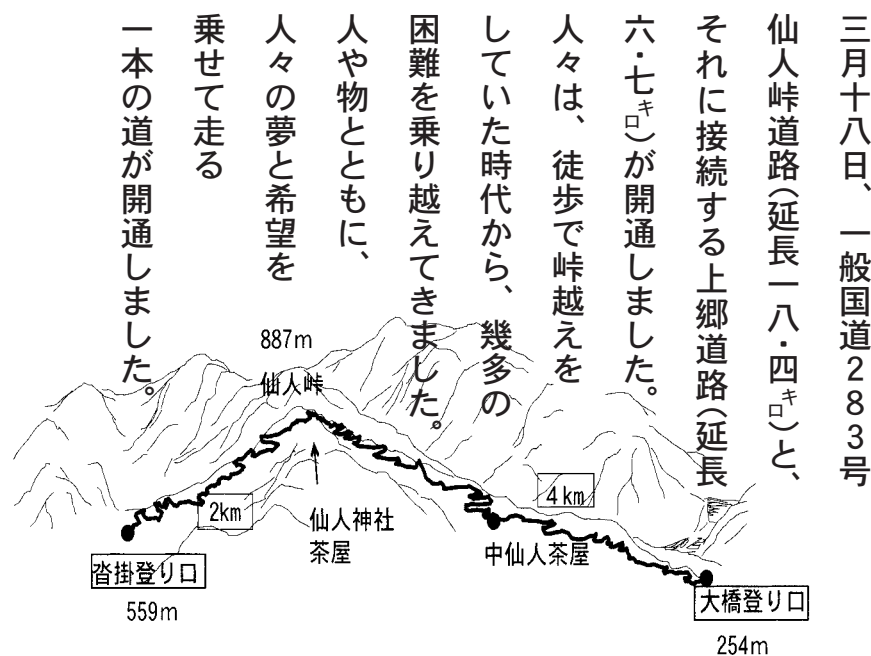 三月十八日、一般国道２８３号
仙人峠道路（延長一八・四㌔）と、
それに接続する上郷道路（延長
六・七㌔）が開通しました。
人々は、徒歩で峠越えを
していた時代から、幾多の
困難を乗り越えてきました。
人や物とともに、
人々の夢と希望を
乗せて走る
一本の道が開通しました。
887m
仙人峠
2km
4km
仙人神社
茶屋
中仙人茶屋
沓掛登り口
559m
大橋登り口
254m